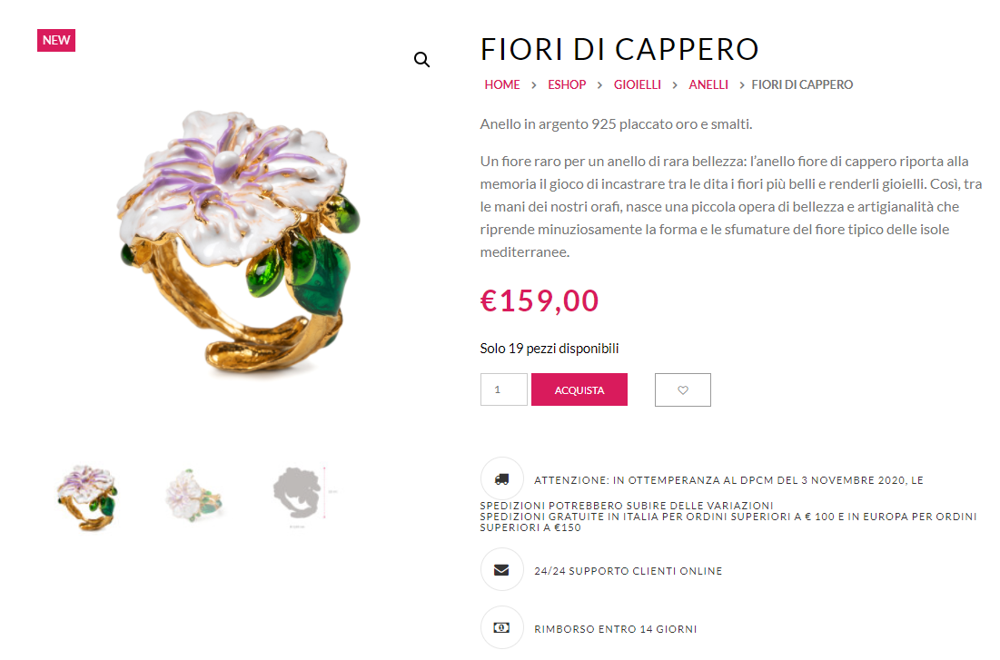 NEW
FIORI DI CAPPERO
HOME > ESHOP > GIOIELLI > ANELLI > FIORI DI CAPPERO
Anello in argento 925 placcato oro e smalti.
Un fiore raro per un anello di rara bellezza: l’anello fiore di cappero riporta alla
memoria il gioco di incastrare tra le dita i fiori più belli e renderli gioielli. Così, tra
le mani dei nostri orafi, nasce una piccola opera di bellezza e artigianalità che
riprende minuziosamente la forma e le sfumature del fiore tipico delle isole
mediterranee.
€159,00
Solo 19 pezzi disponibili
1 ACQUISTA
ATTENZIONE: IN OTTEMPERANZA AL DPCM DEL 3 NOVEMBRE 2020, LE
SPEDIZIONI POTREBBERO SUBIRE DELLE VARIAZIONI
SPEDIZIONI GRATUITE IN ITALIA PER ORDINI SUPERIORI A € 100 E IN EUROPA PER ORDINI
SUPERIORI A €150
24/24 SUPPORTO CLIENTI ONLINE
RIMBORSO ENTRO 14 GIORNI